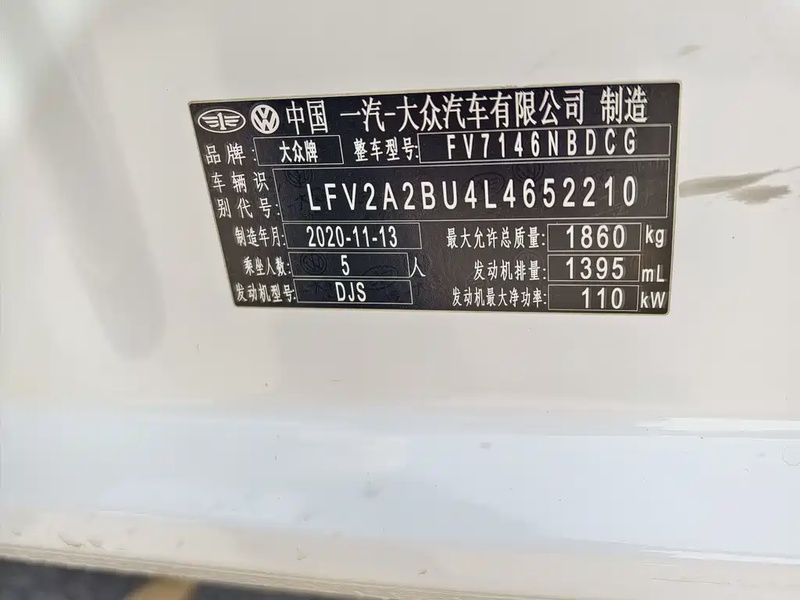 中国 一汽-大众汽车有限公司 制造
品牌: 大众牌 整车型号: FV7146NBDCG
车辆识别代号: LFV2A2BU4L4652210
制造年月: 2020-11-13 最大允许总质量: 1860 kg
乘坐人数: 5 人 发动机排量: 1395 mL
发动机型号: DJS 发动机最大净功率: 110 kW